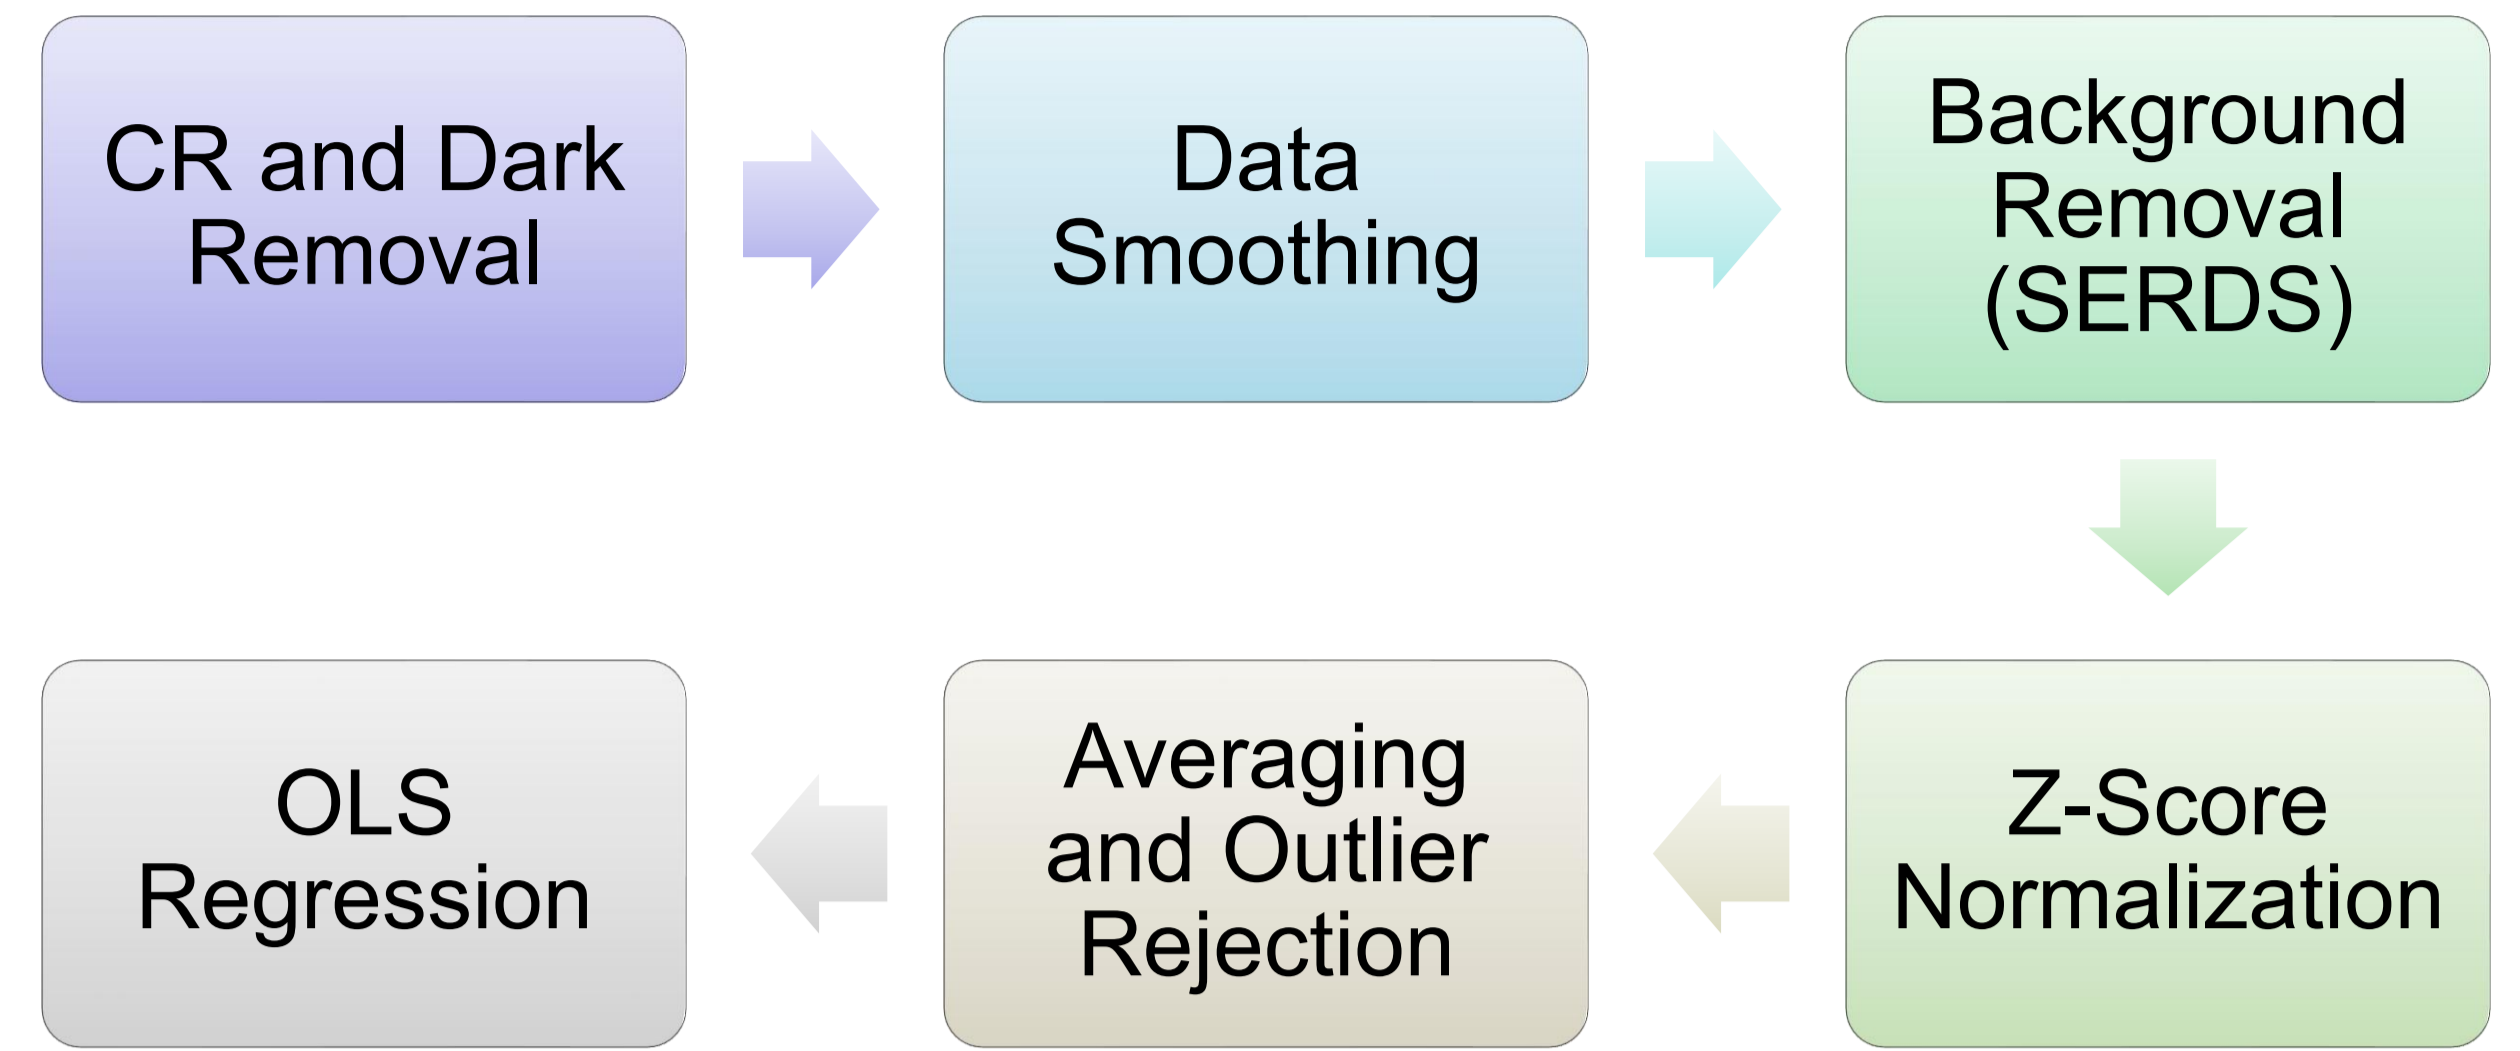 CR and Dark
Removal
Data
Smoothing
Background
Removal
(SERDS)
Z-Score
Normalization
Averaging
and Outlier
Rejection
OLS
Regression